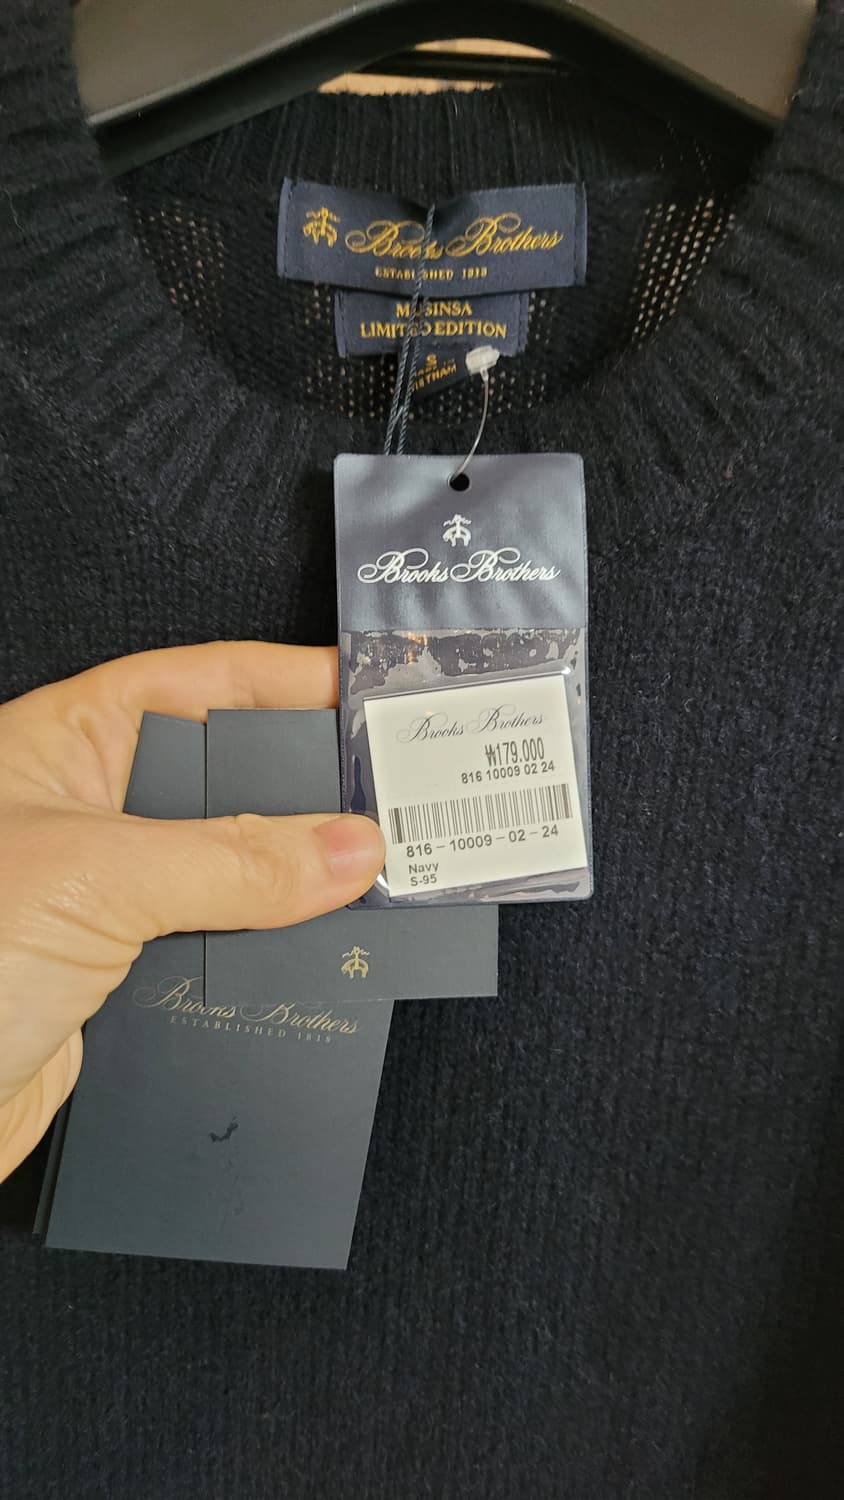 Brooks Brothers
ESTABLISHED 1818
MUSINSA
LIMITED EDITION
S
Brooks Brothers
Brooks Brothers
₩179.000
816 10009 02 24
816-10009-02-24
Navy
S-95
Brooks Brothers
ESTABLISHED 1818